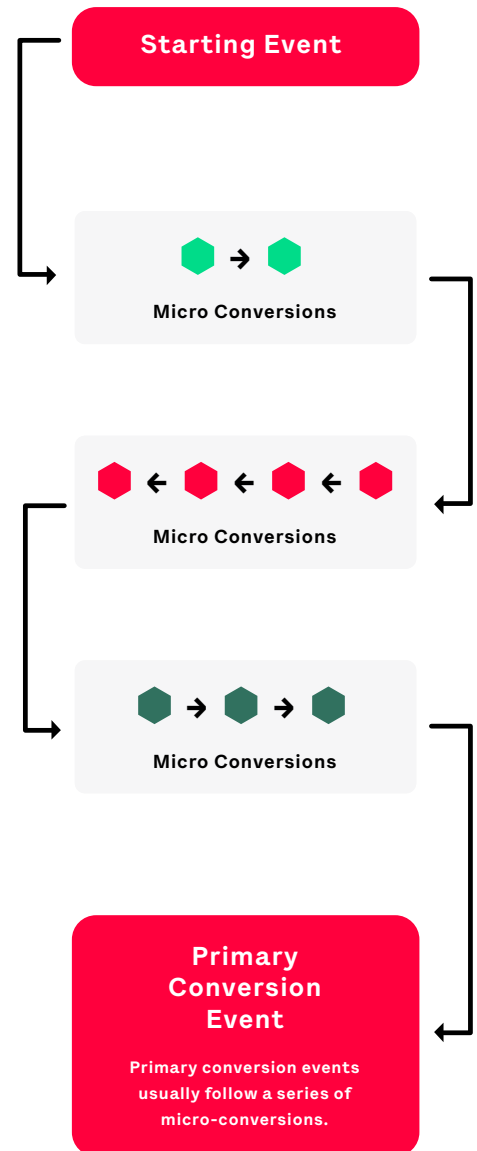 Starting Event
Micro Conversions
Micro Conversions
Micro Conversions
Primary
Conversion
Event
Primary conversion events
usually follow a series of
micro-conversions.